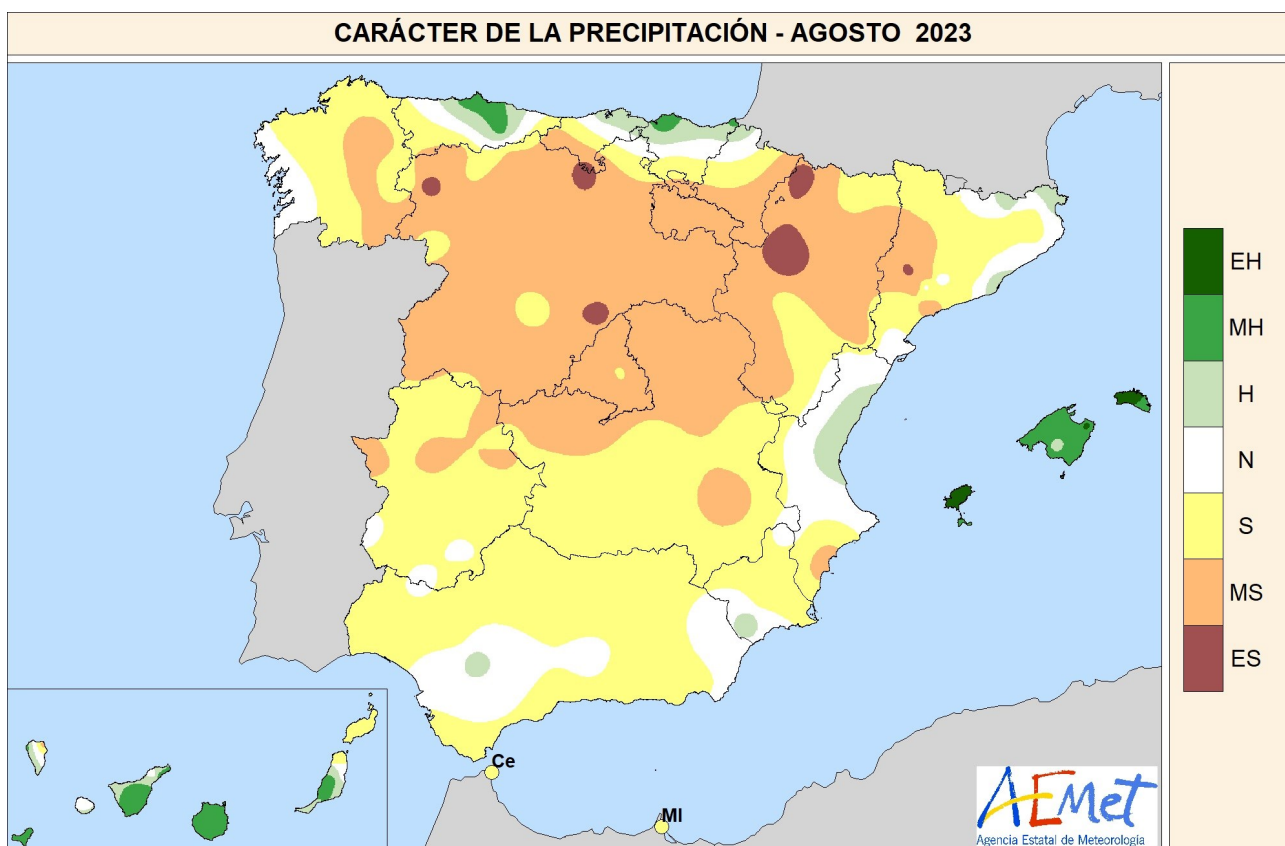 CARÁCTER DE LA PRECIPITACIÓN - AGOSTO 2023
EH
MH
H
N
S
MS
ES
Ce
Ml
AEMet
Agencia Estatal de Meteorología